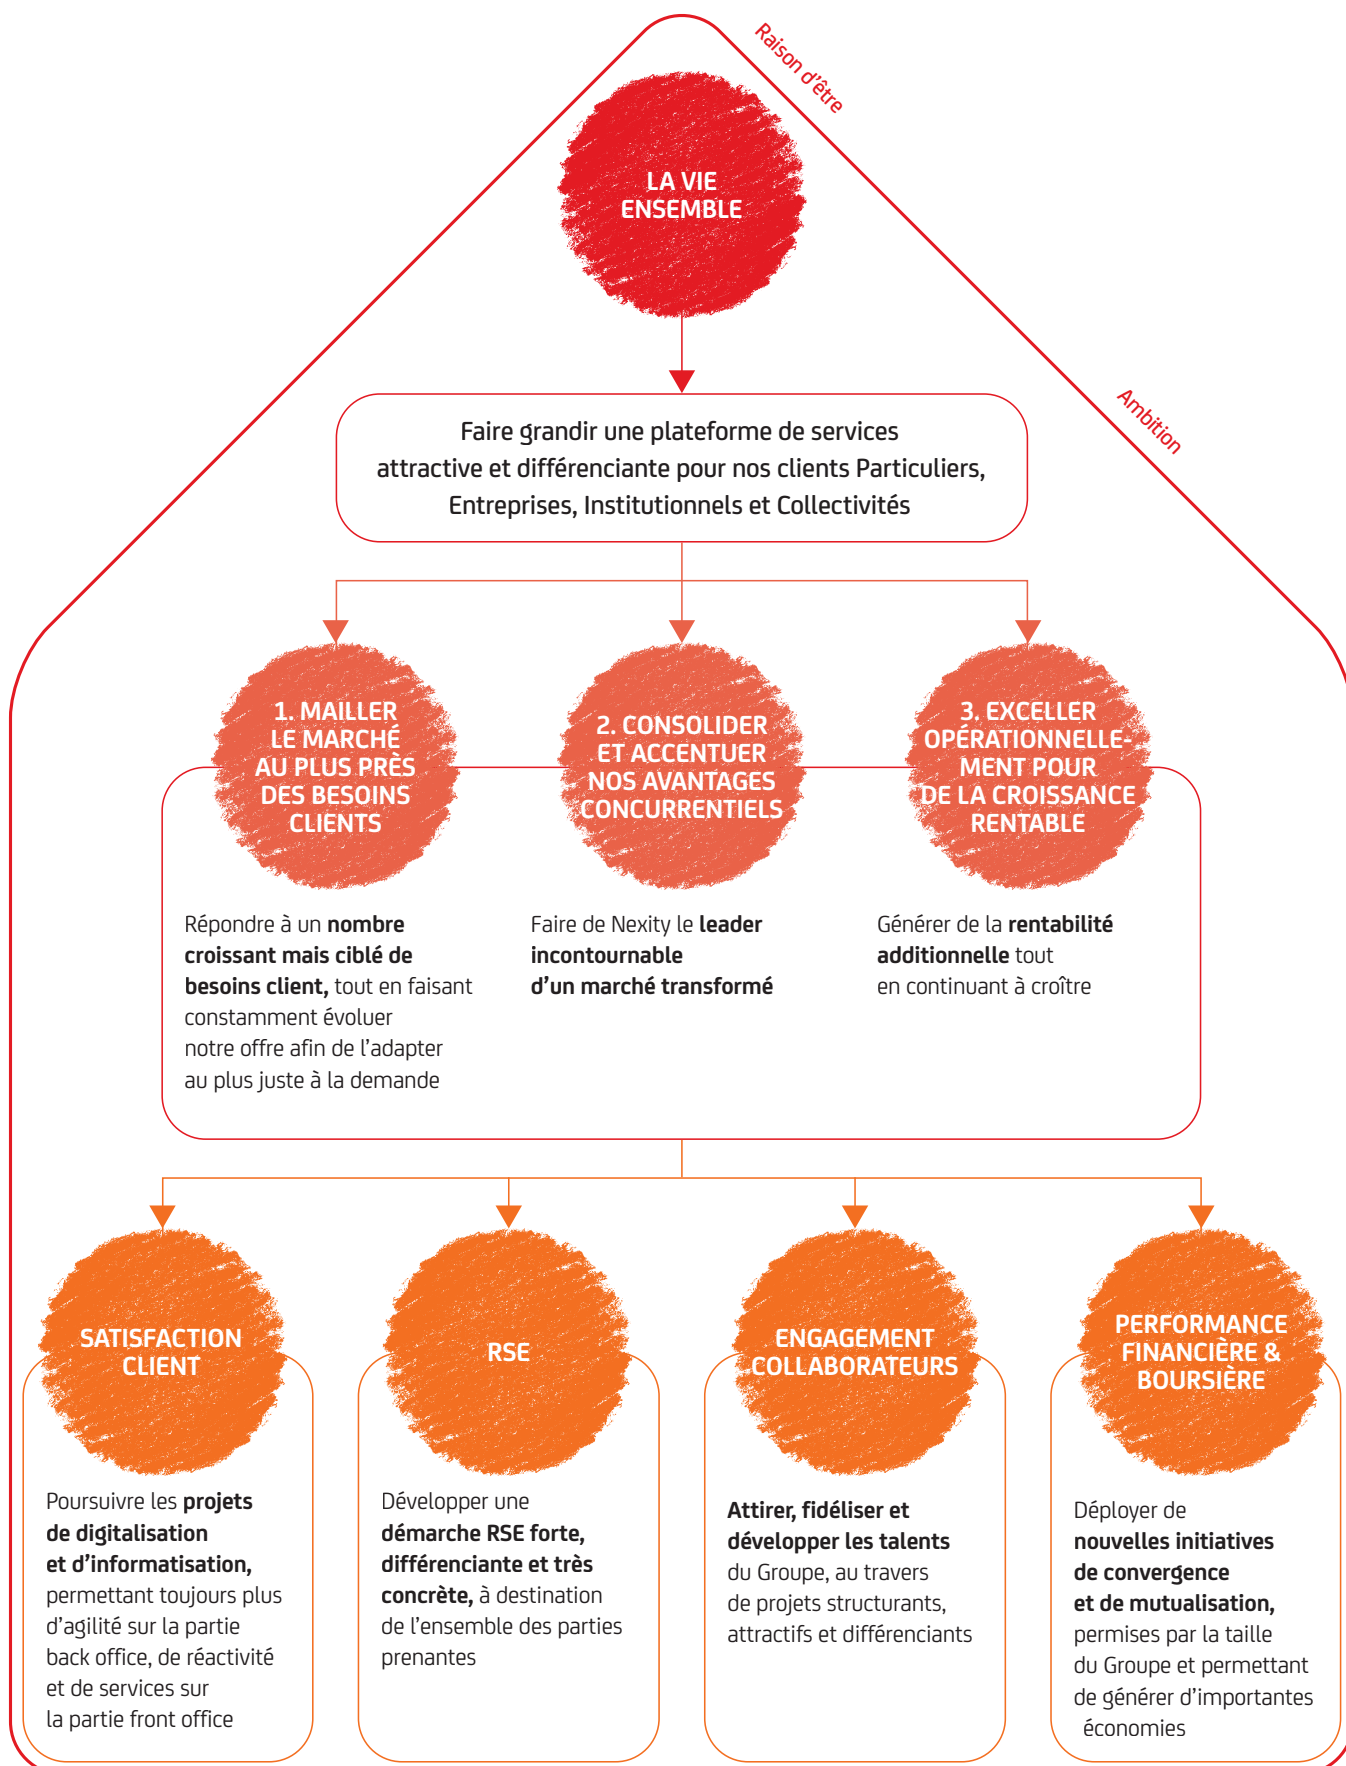 Raison d'être
LA VIE
ENSEMBLE
Ambition
Faire grandir une plateforme de services
attractive et différenciante pour nos clients Particuliers,
Entreprises, Institutionnels et Collectivités
1. MAILLER
LE MARCHÉ
AU PLUS PRÈS
DES BESOINS
CLIENTS
Répondre à un nombre
croissant mais ciblé de
besoins client, tout en faisant
constamment évoluer
notre offre afin de l’adapter
au plus juste à la demande
2. CONSOLIDER
ET ACCENTUER
NOS AVANTAGES
CONCURRENTIELS
Faire de Nexity le leader
incontournable
d’un marché transformé
3. EXCELLER
OPÉRATIONNELLE-
MENT POUR
DE LA CROISSANCE
RENTABLE
Générer de la rentabilité
additionnelle tout
en continuant à croître
SATISFACTION
CLIENT
Poursuivre les projets
de digitalisation
et d’informatisation,
permettant toujours plus
d’agilité sur la partie
back office, de réactivité
et de services sur
la partie front office
RSE
Développer une
démarche RSE forte,
différenciante et très
concrète, à destination
de l’ensemble des parties
prenantes
ENGAGEMENT
COLLABORATEURS
Attirer, fidéliser et
développer les talents
du Groupe, au travers
de projets structurants,
attractifs et différenciants
PERFORMANCE
FINANCIÈRE &
BOURSIÈRE
Déployer de
nouvelles initiatives
de convergence
et de mutualisation,
permises par la taille
du Groupe et permettant
de générer d’importantes
économies